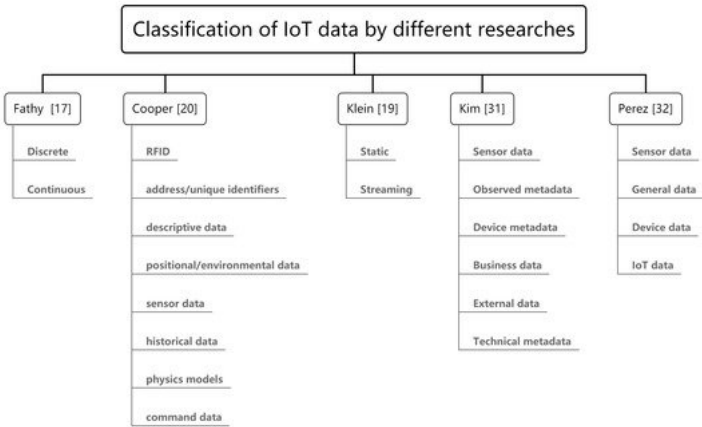 Classification of IoT data by different researches
Fathy [17]
Discrete
Continuous
Cooper [20]
RFID
address/unique identifiers
descriptive data
positional/environmental data
sensor data
historical data
physics models
command data
Klein [19]
Static
Streaming
Kim [31]
Sensor data
Observed metadata
Device metadata
Business data
External data
Technical metadata
Perez [32]
Sensor data
General data
Device data
IoT data